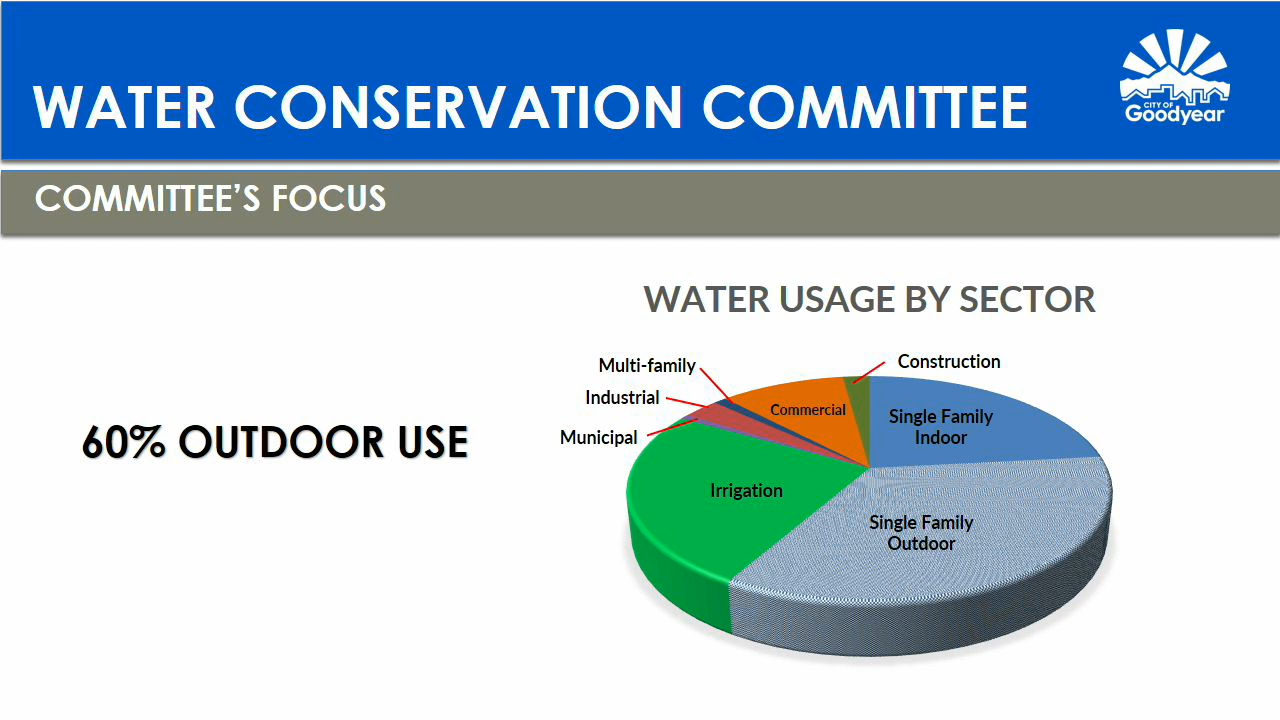 WATER CONSERVATION COMMITTEE
CITY OF
Goodyear
COMMITTEE'S FOCUS
WATER USAGE BY SECTOR
Construction
Multi-family
Industrial
Commercial
Single Family
Indoor
Municipal
60% OUTDOOR USE
Irrigation
Single Family
Outdoor